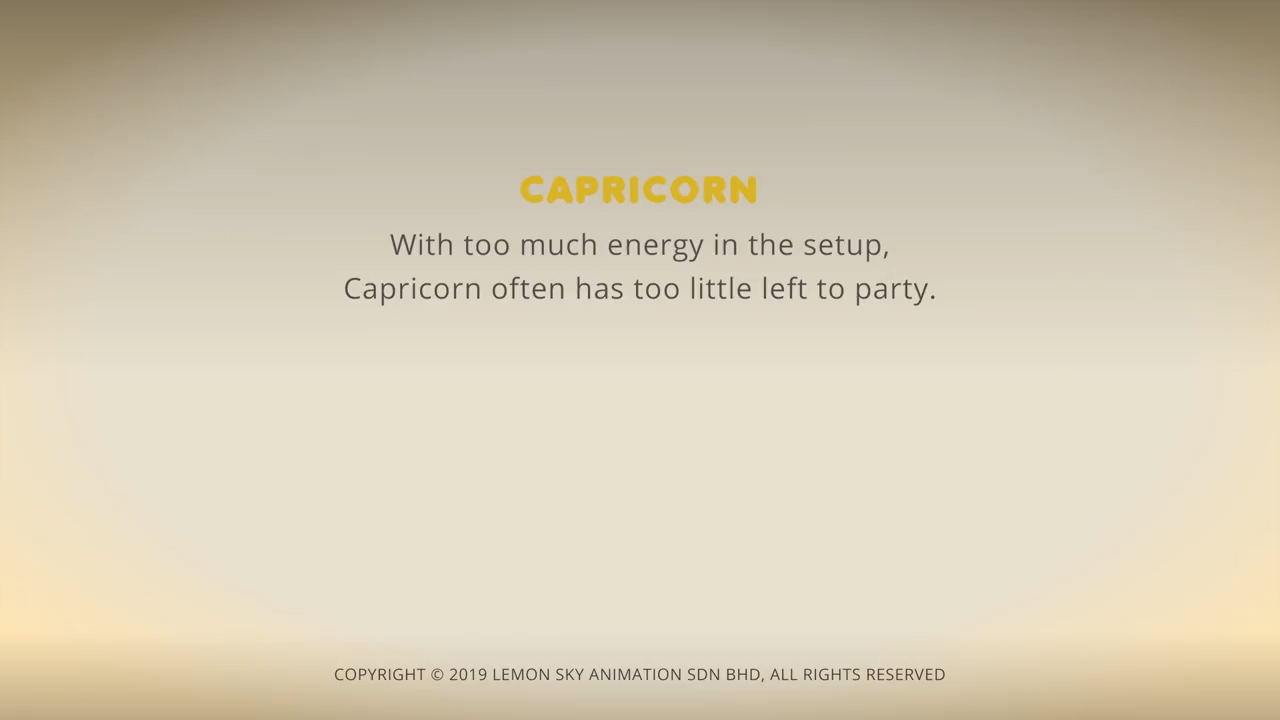 CAPRICORN
With too much energy in the setup,
Capricorn often has too little left to party.
COPYRIGHT © 2019 LEMON SKY ANIMATION SDN BHD, ALL RIGHTS RESERVED